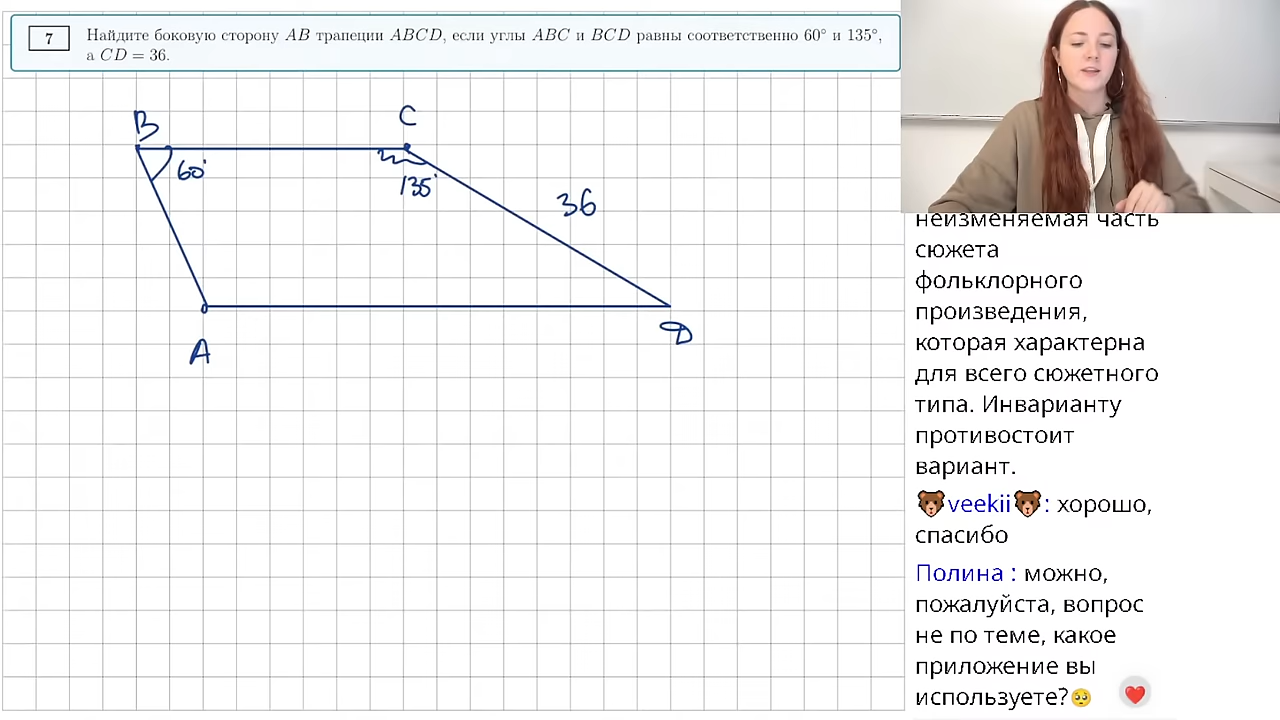 7
Найдите боковую сторону AB трапеции ABCD, если углы ABC и BCD равны соответственно 60° и 135°,
а CD = 36.
B
C
60°
135°
36
A
D
неизменяемая часть
сюжета
фольклорного
произведения,
которая характерна
для всего сюжетного
типа. Инварианту
противостоит
вариант.
🐻veekii🐻: хорошо,
спасибо
Полина : можно,
пожалуйста, вопрос
не по теме, какое
приложение вы
используете?🥺